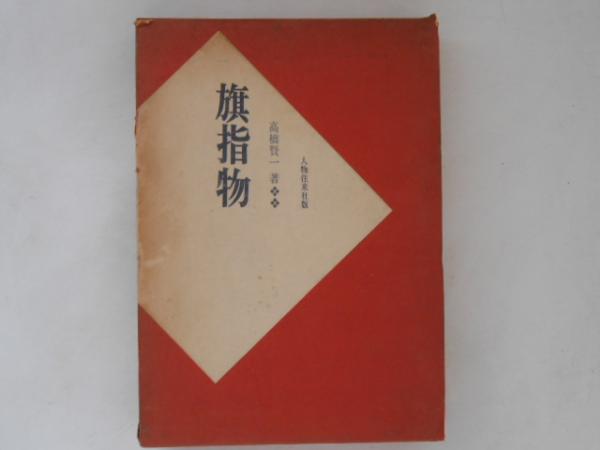 旗指物
高橋賢一 著
人物往来社版